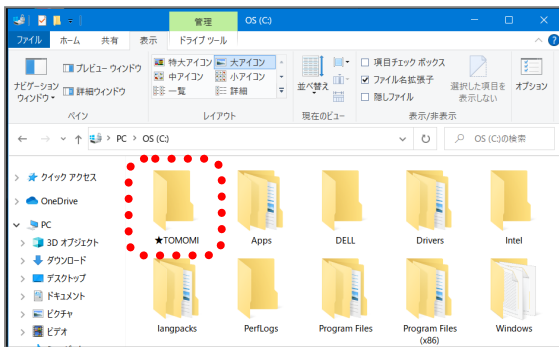 管理 OS (C:)
ファイル ホーム 共有 表示 ドライブ ツール
ナビゲーション ウィンドウ
プレビュー ウィンドウ
詳細ウィンドウ
ペイン
特大アイコン 大アイコン
中アイコン 小アイコン
一覧 詳細
レイアウト
並べ替え
現在のビュー
項目チェック ボックス
ファイル名拡張子
隠しファイル
選択した項目を
表示しない
表示/非表示
オプション
PC > OS (C:)
OS (C:)の検索
クイック アクセス
OneDrive
PC
3D オブジェクト
ダウンロード
デスクトップ
ドキュメント
ピクチャ
ビデオ
★TOMOMI Apps DELL Drivers Intel
langpacks PerfLogs Program Files Program Files (x86) Windows